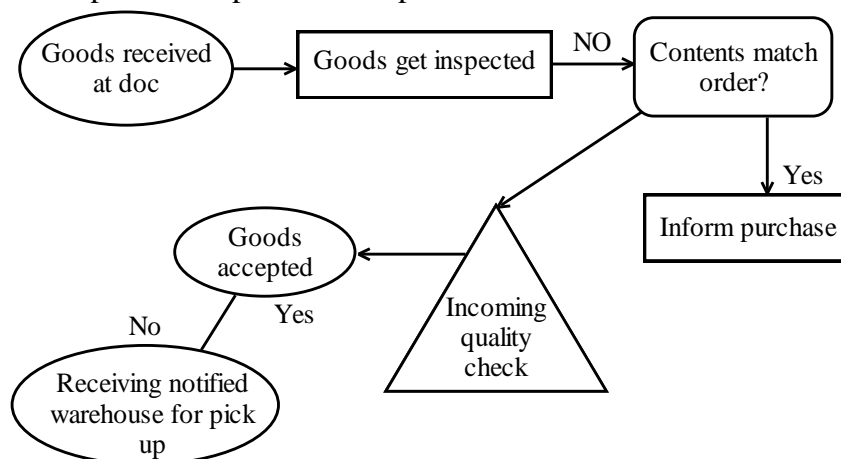 Goods received
at doc
Goods get inspected
NO
Contents match
order?
Yes
Inform purchase
Goods
accepted
Yes
Incoming
quality
check
No
Receiving notified
warehouse for pick
up